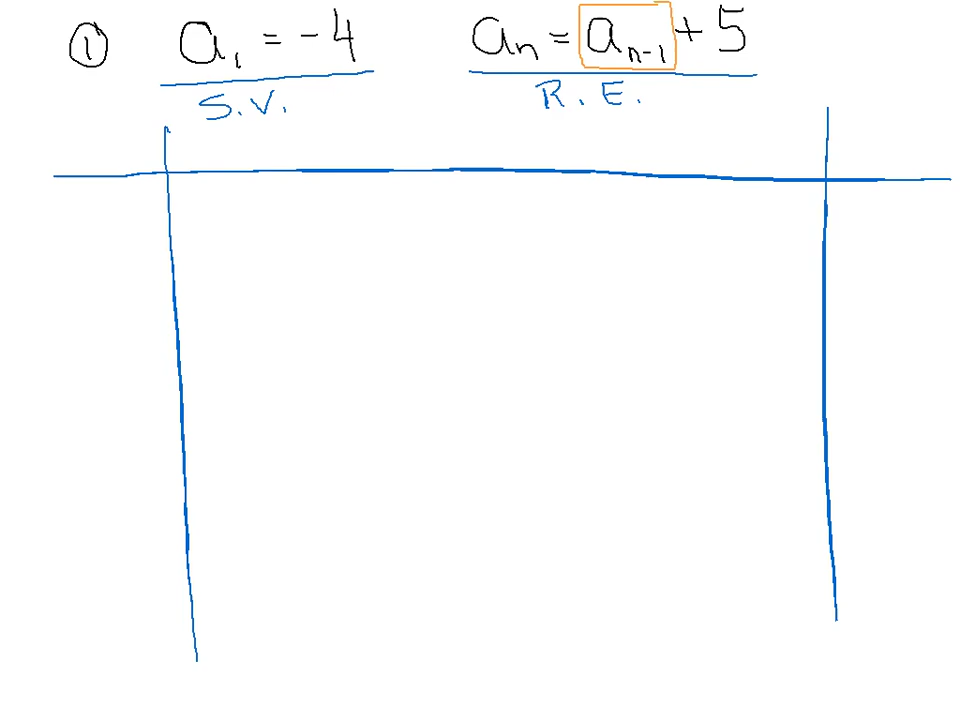 ① a₁ = -4 aₙ = aₙ₋₁ + 5
S.V. R.E.